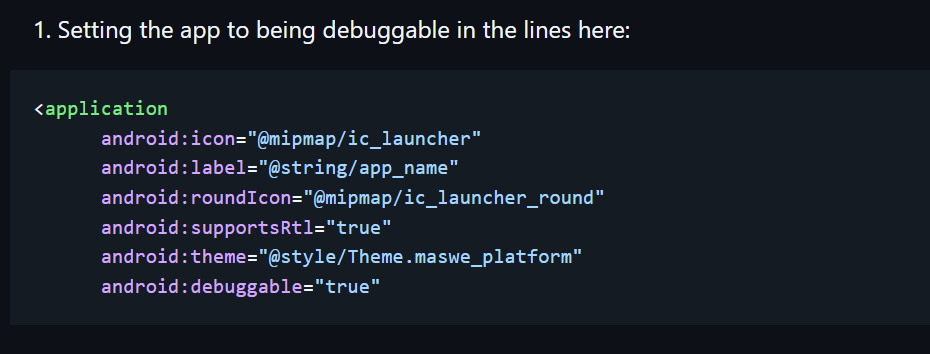 1. Setting the app to being debuggable in the lines here:
<application
android:icon="@mipmap/ic_launcher"
android:label="@string/app_name"
android:roundIcon="@mipmap/ic_launcher_round"
android:supportsRtl="true"
android:theme="@style/Theme.maswe_platform"
android:debuggable="true"